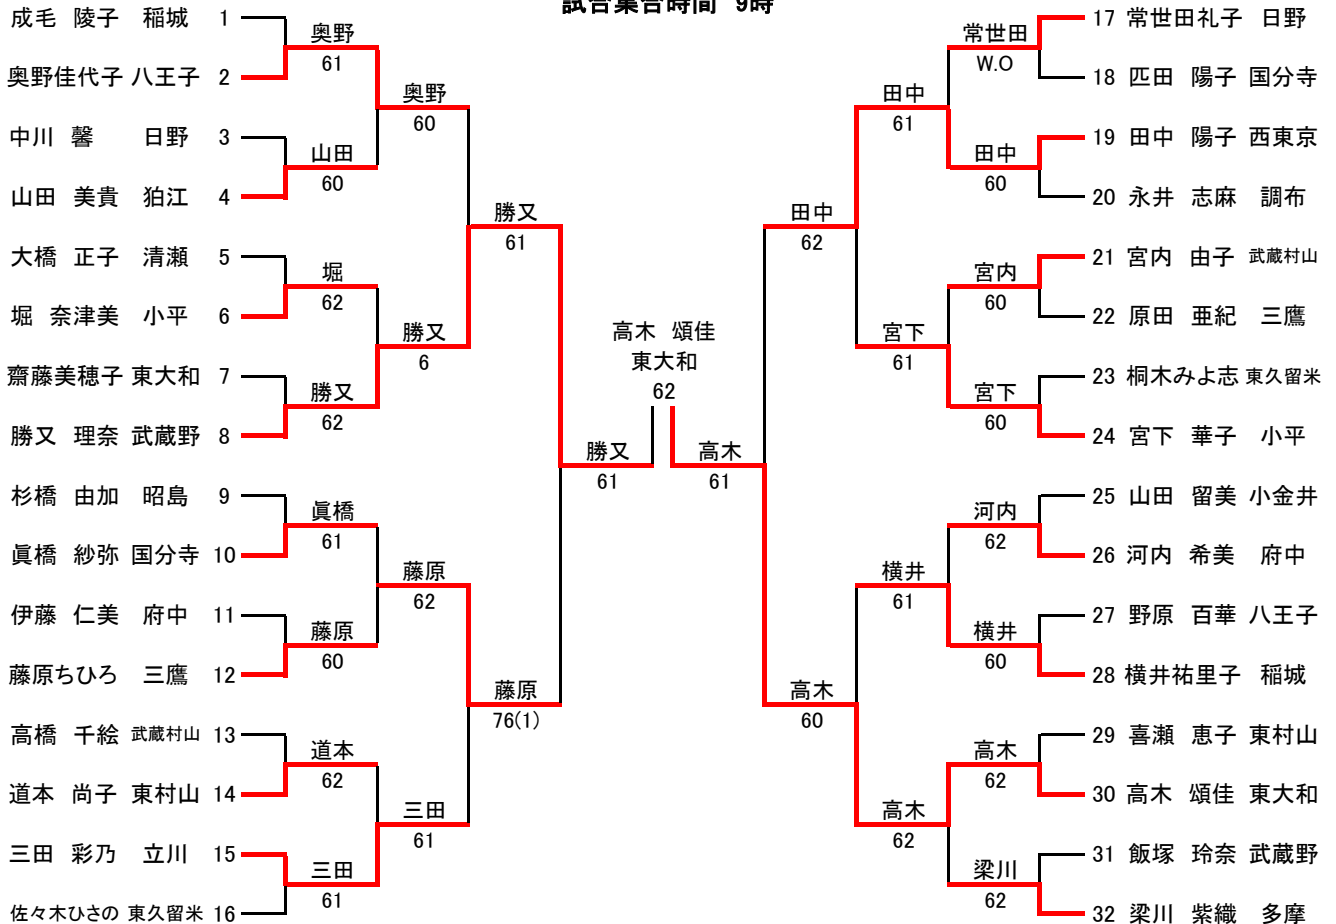 試合集合時間 9時
成毛 陵子 稲城 1
奥野佳代子 八王子 2
中川 馨 日野 3
山田 美貴 狛江 4
大橋 正子 清瀬 5
堀 奈津美 小平 6
齋藤美穂子 東大和 7
勝又 理奈 武蔵野 8
杉橋 由加 昭島 9
眞橋 紗弥 国分寺 10
伊藤 仁美 府中 11
藤原ちひろ 三鷹 12
高橋 千絵 武蔵村山 13
道本 尚子 東村山 14
三田 彩乃 立川 15
佐々木ひさの 東久留米 16
奥野
61
山田
60
堀
62
勝又
62
眞橋
61
藤原
60
道本
62
三田
61
奥野
60
勝又
6
藤原
62
三田
61
勝又
61
藤原
76(1)
勝又
61
高木 頌佳
東大和
62
高木
61
田中
62
高木
60
田中
61
宮下
61
横井
61
高木
62
常世田
W.O
田中
60
宮内
60
宮下
60
河内
62
横井
60
高木
62
梁川
62
17 常世田礼子 日野
18 匹田 陽子 国分寺
19 田中 陽子 西東京
20 永井 志麻 調布
21 宮内 由子 武蔵村山
22 原田 亜紀 三鷹
23 桐木みよ志 東久留米
24 宮下 華子 小平
25 山田 留美 小金井
26 河内 希美 府中
27 野原 百華 八王子
28 横井祐里子 稲城
29 喜瀬 恵子 東村山
30 高木 頌佳 東大和
31 飯塚 玲奈 武蔵野
32 梁川 紫織 多摩